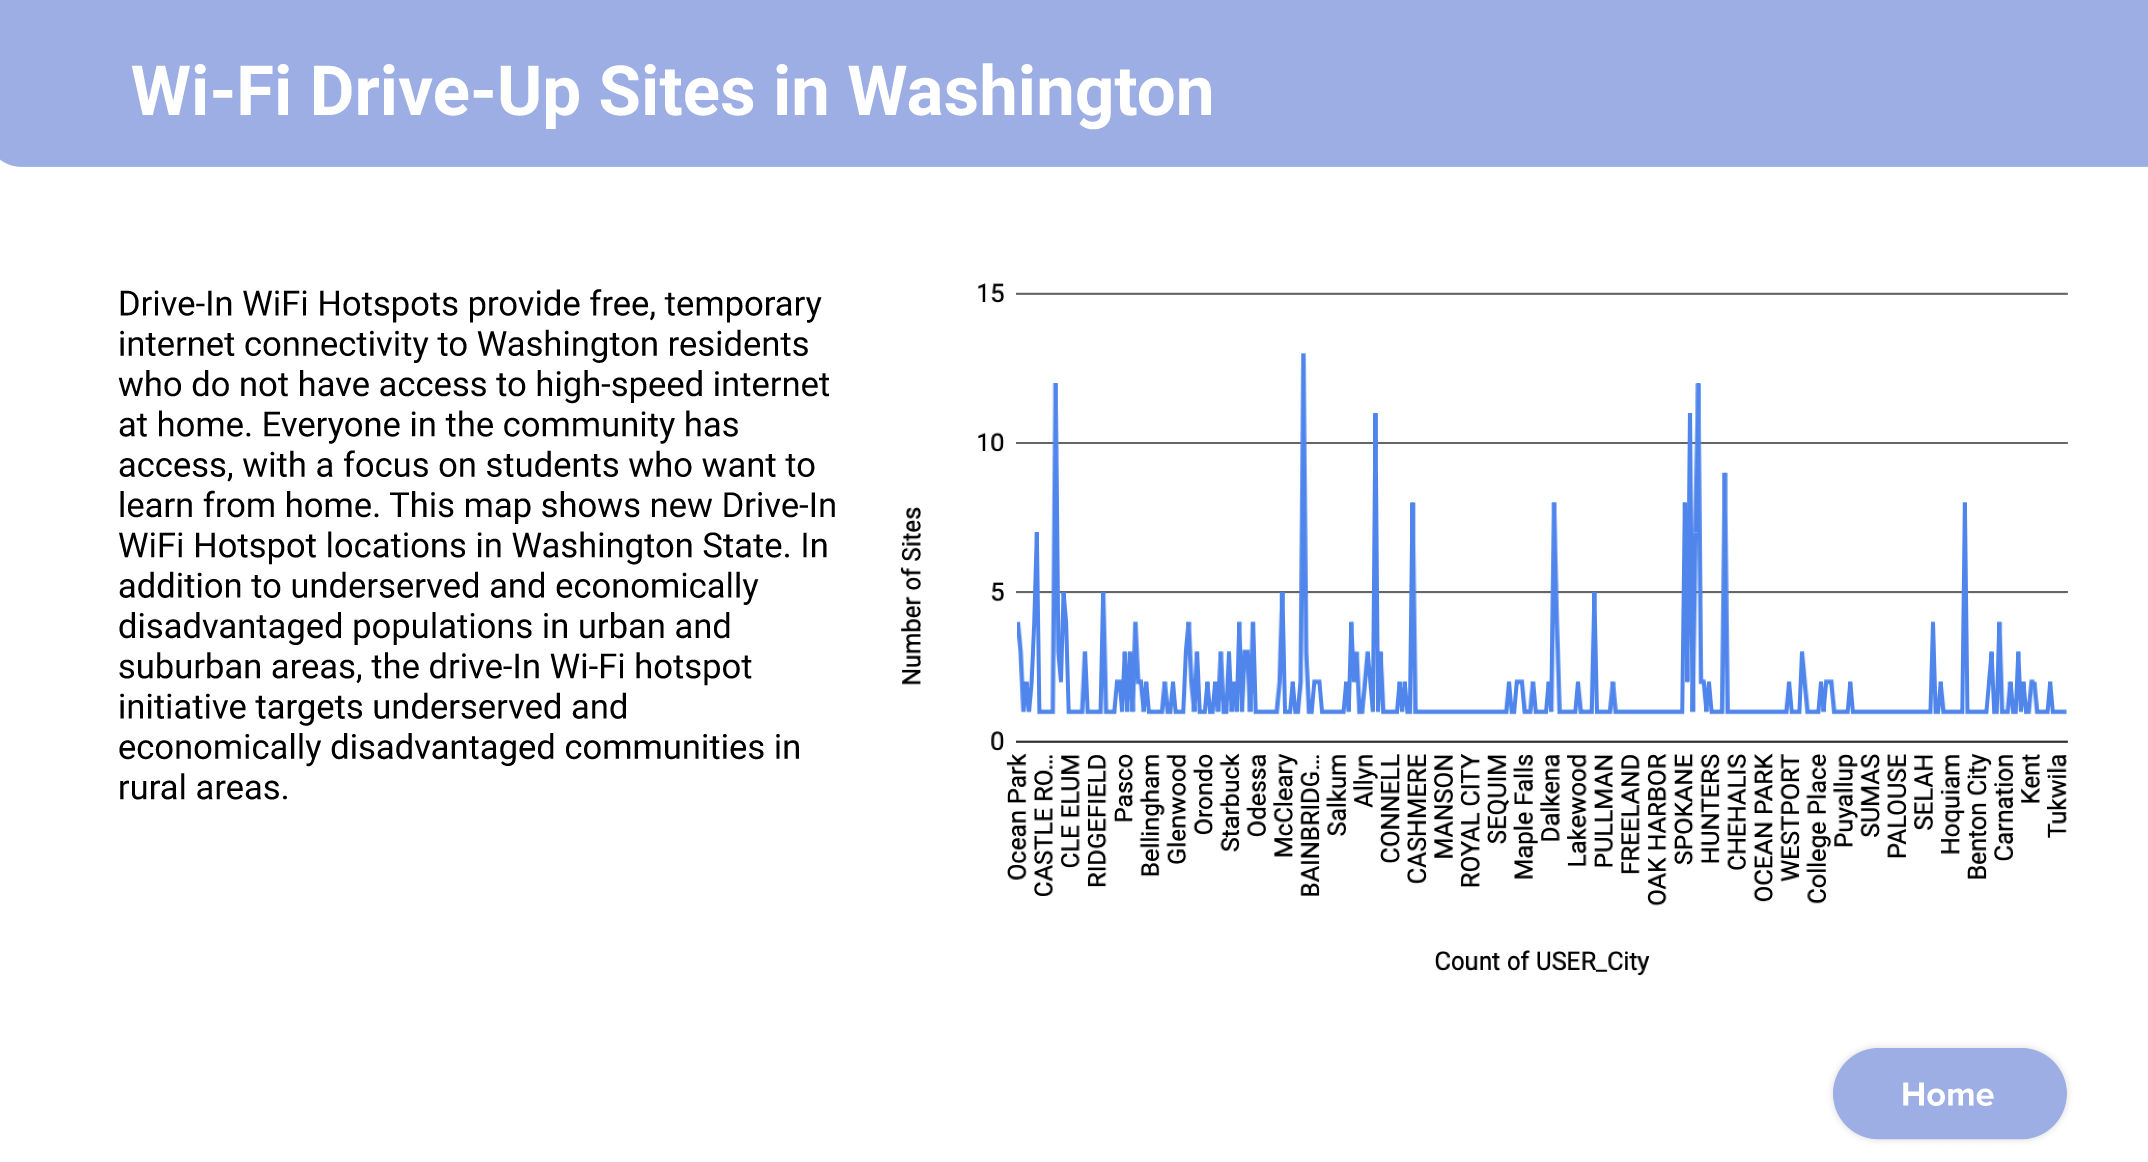 Wi-Fi Drive-Up Sites in Washington
Drive-In WiFi Hotspots provide free, temporary
internet connectivity to Washington residents
who do not have access to high-speed internet
at home. Everyone in the community has
access, with a focus on students who want to
learn from home. This map shows new Drive-In
WiFi Hotspot locations in Washington State. In
addition to underserved and economically
disadvantaged populations in urban and
suburban areas, the drive-In Wi-Fi hotspot
initiative targets underserved and
economically disadvantaged communities in
rural areas.
Number of Sites
15
10
5
0
Ocean Park
CASTLE RO...
CLE ELUM
RIDGEFIELD
Pasco
Bellingham
Glenwood
Orondo
Starbuck
Odessa
McCleary
BAINBRIDG...
Salkum
Allyn
CONNELL
CASHMERE
MANSON
ROYAL CITY
SEQUIM
Maple Falls
Dalkena
Lakewood
PULLMAN
FREELAND
OAK HARBOR
SPOKANE
HUNTERS
CHEHALIS
OCEAN PARK
WESTPORT
College Place
Puyallup
SUMAS
PALOUSE
SELAH
Hoquiam
Benton City
Carnation
Kent
Tukwila
Count of USER_City
Home